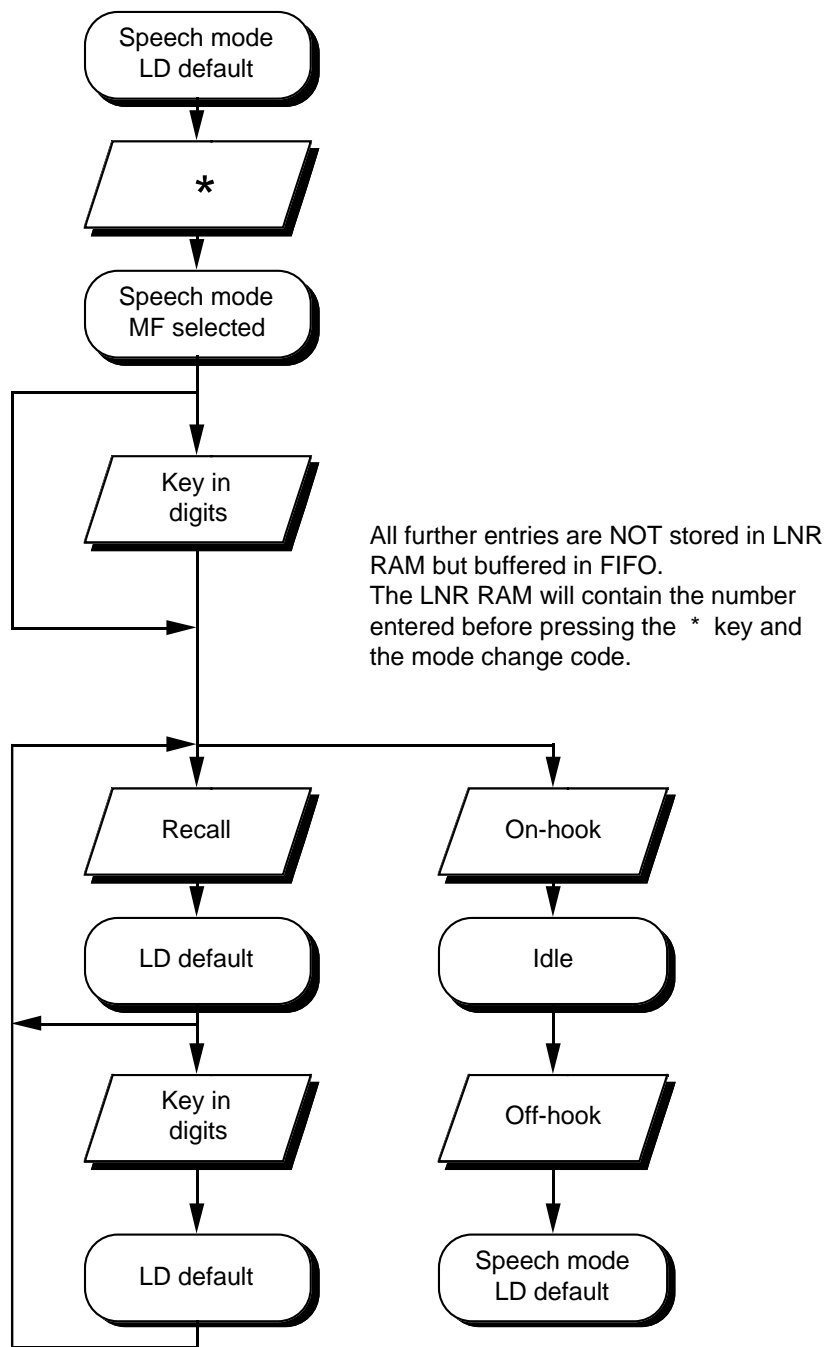 Speech mode
LD default
*
Speech mode
MF selected
Key in
digits
All further entries are NOT stored in LNR
RAM but buffered in FIFO.
The LNR RAM will contain the number
entered before pressing the * key and
the mode change code.
Recall
On-hook
LD default
Idle
Key in
digits
Off-hook
LD default
Speech mode
LD default